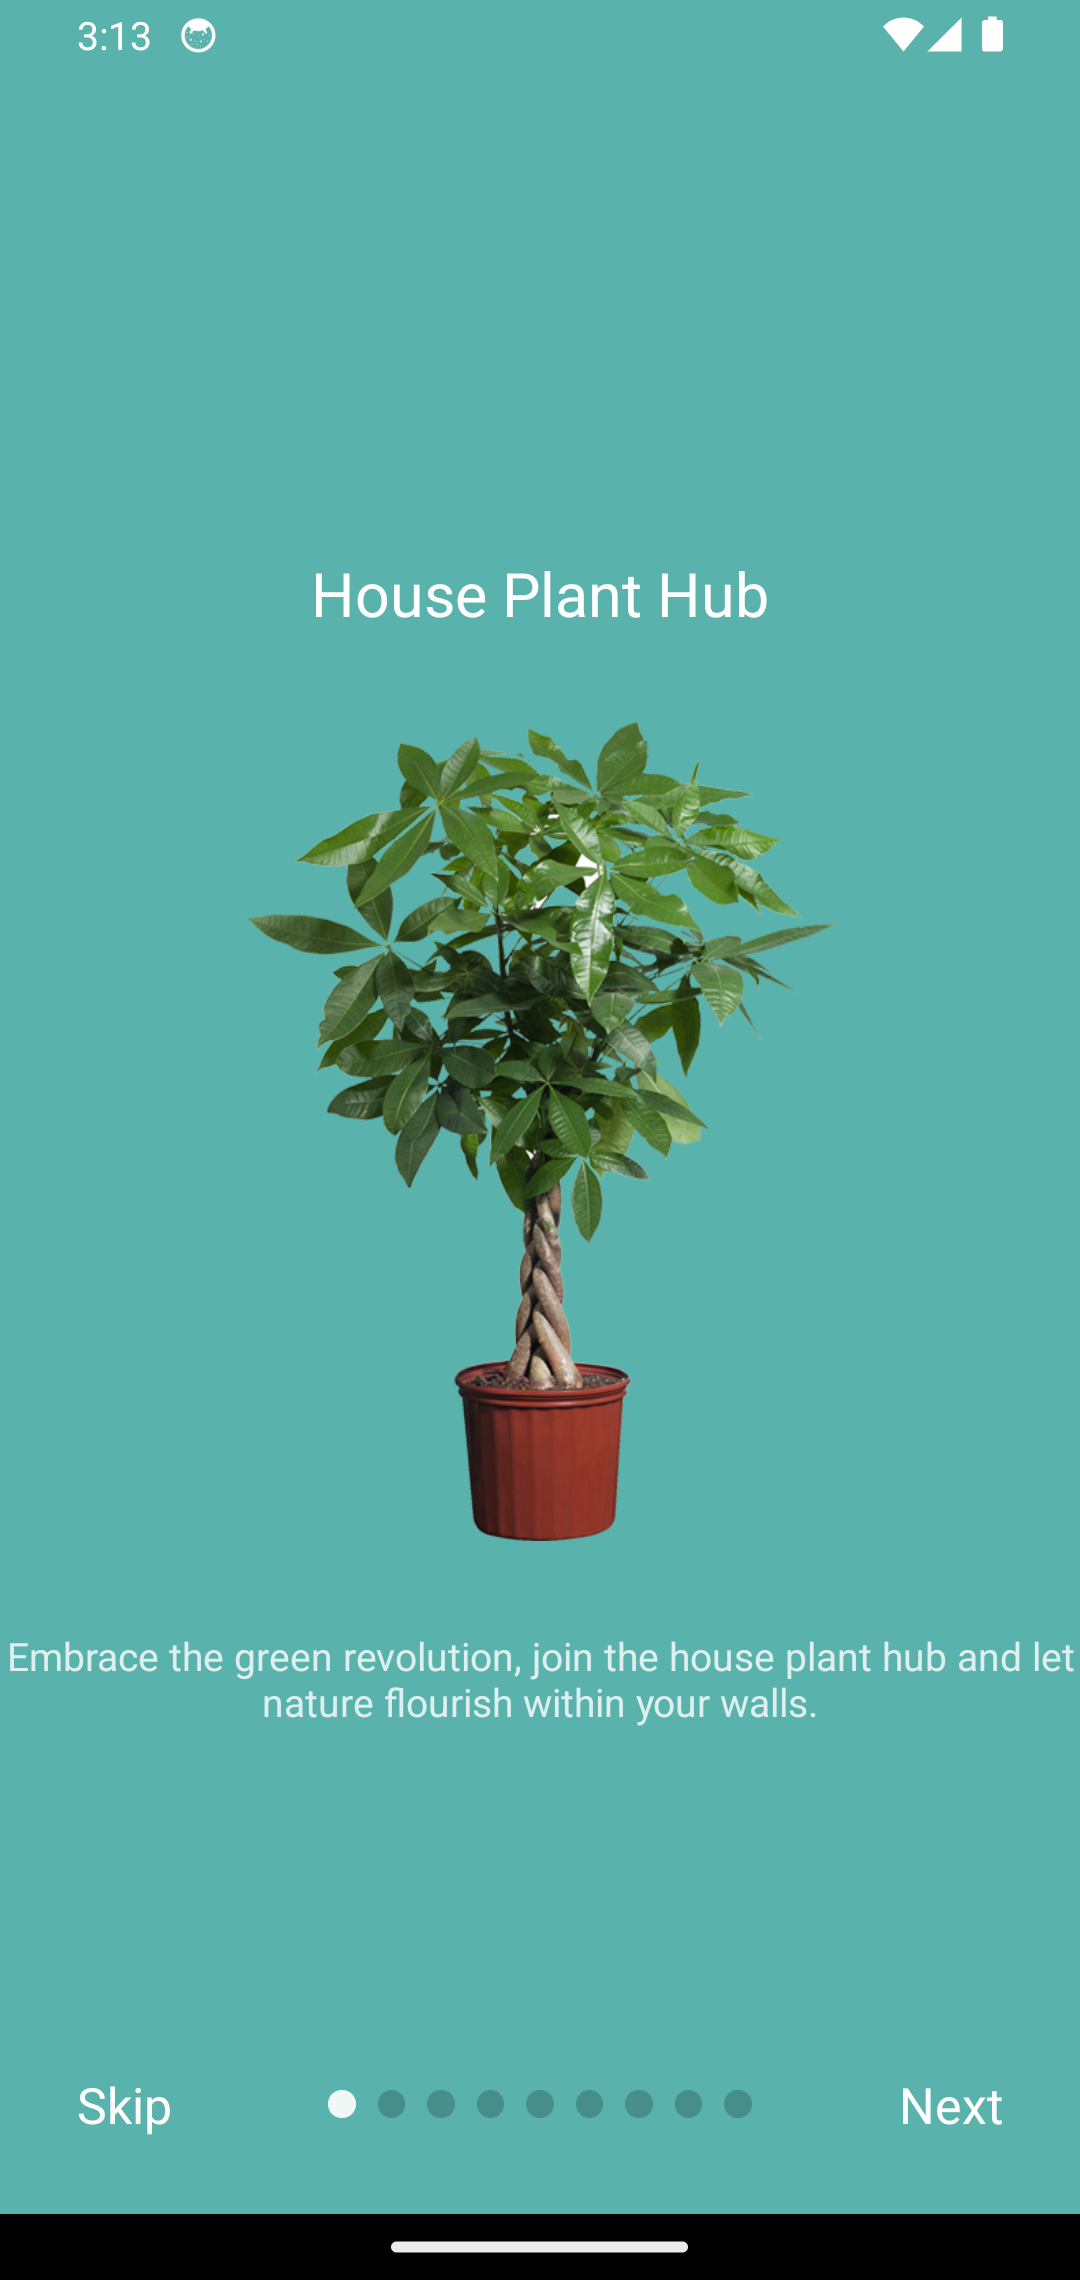 3:13
House Plant Hub
Embrace the green revolution, join the house plant hub and let
nature flourish within your walls.
Skip
Next